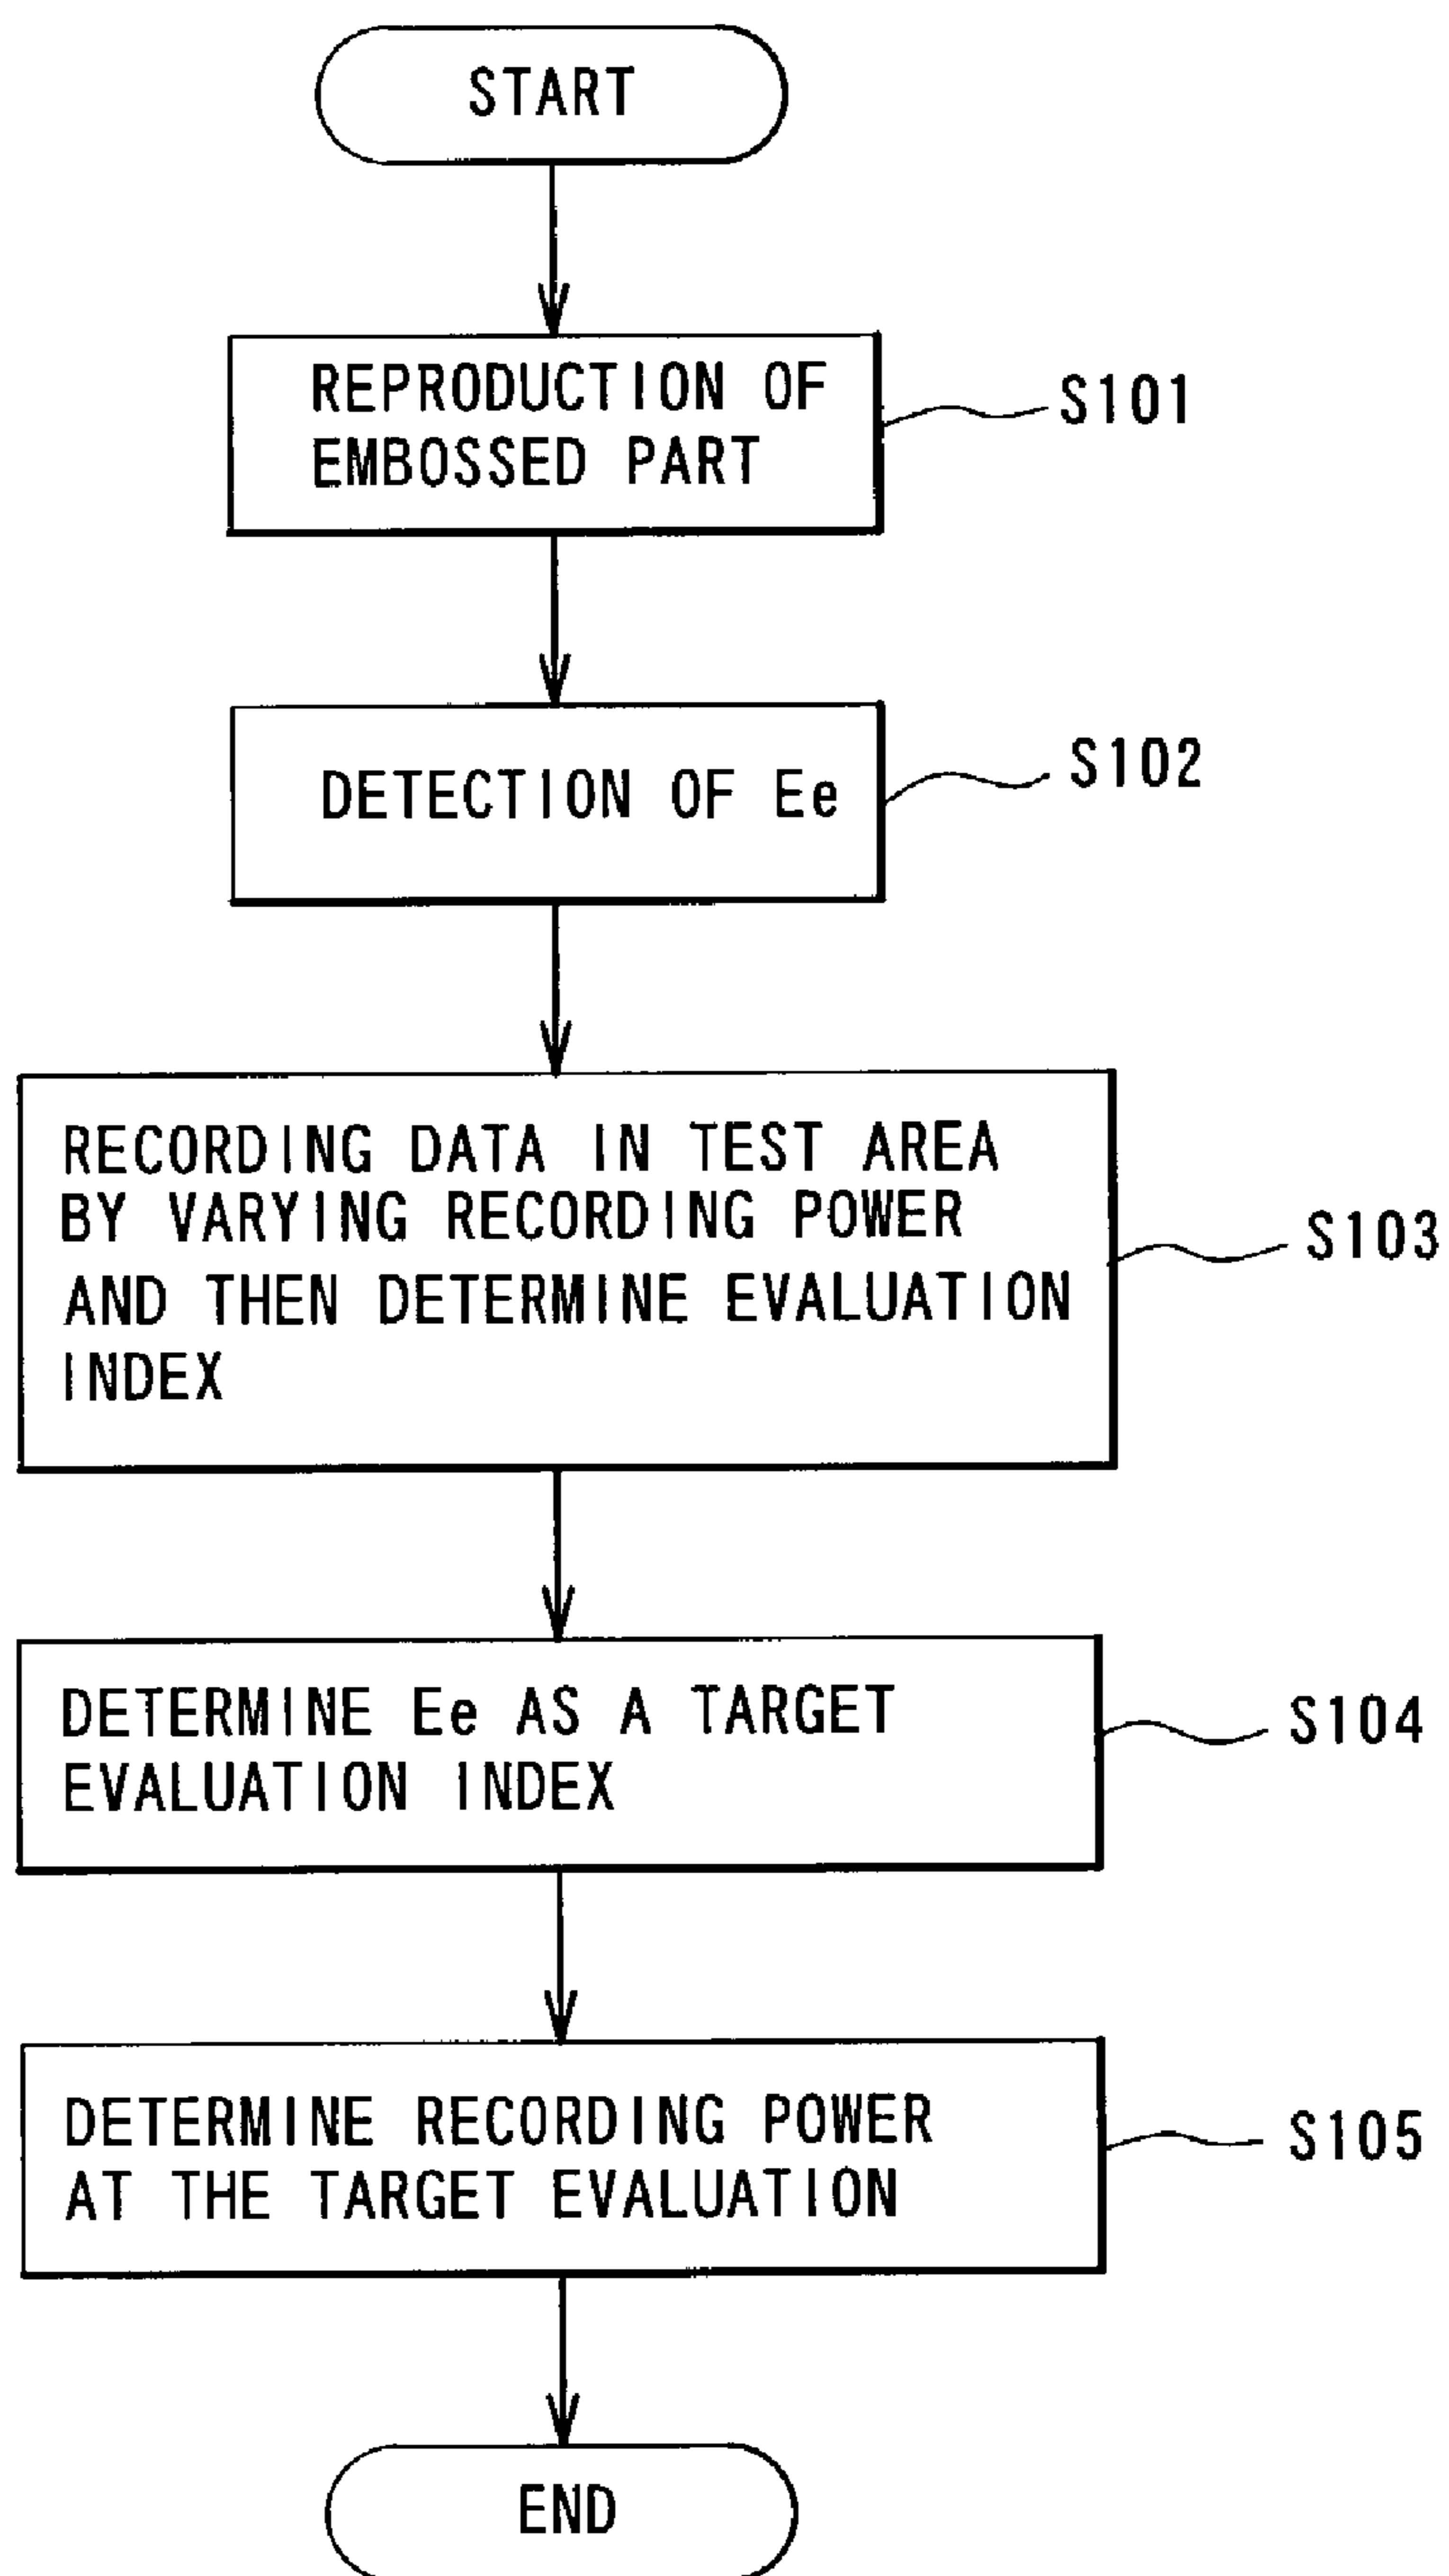 START
REPRODUCTION OF
EMBOSSED PART
S101
DETECTION OF Ee
S102
RECORDING DATA IN TEST AREA
BY VARYING RECORDING POWER
AND THEN DETERMINE EVALUATION
INDEX
S103
DETERMINE Ee AS A TARGET
EVALUATION INDEX
S104
DETERMINE RECORDING POWER
AT THE TARGET EVALUATION
S105
END